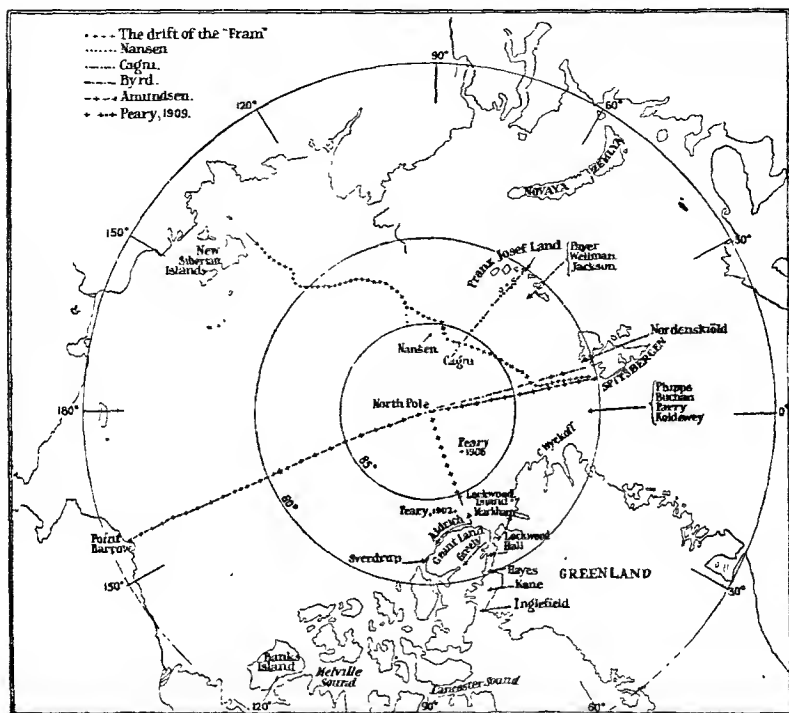 The drift of the "Fram"
Nansen
Cagni.
Byrd.
Amundsen.
Peary, 1909.
90°
120°
60°
NOVAYA ZEMLYA
150°
30°
New
Siberian
Islands
Franz Josef Land
Payer
Wellman
Jackson
Nansen
Cagni
Nordenskiöld
SPITSBERGEN
North Pole
180°
0°
Phipps
Buchan
Parry
Koldewey
Peary
1906
C. Wyckoff
85°
80°
Lockwood
Island
Markham
Peary, 1902.
Aldrich
Grant Land
Greely
Lockwood
Hall
Point
Barrow
Sverdrup
Hayes
Kane
GREENLAND
150°
30°
Inglefield
Banks
Island
Melville
Sound
Lancaster Sound
120°
90°
60°